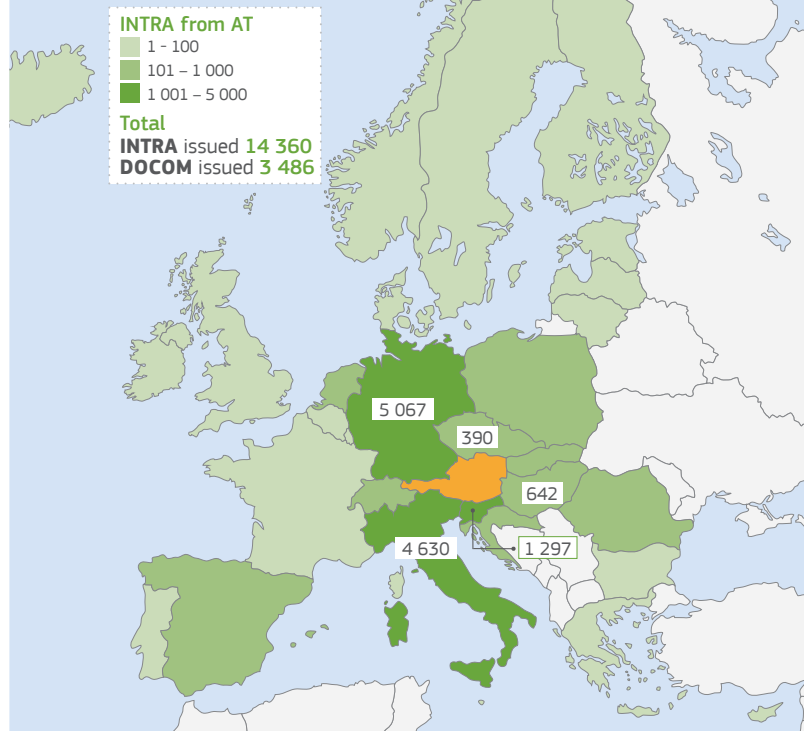 INTRA from AT
1 - 100
101 – 1 000
1 001 – 5 000
Total
INTRA issued 14 360
DOCOM issued 3 486
5 067
390
642
4 630
1 297